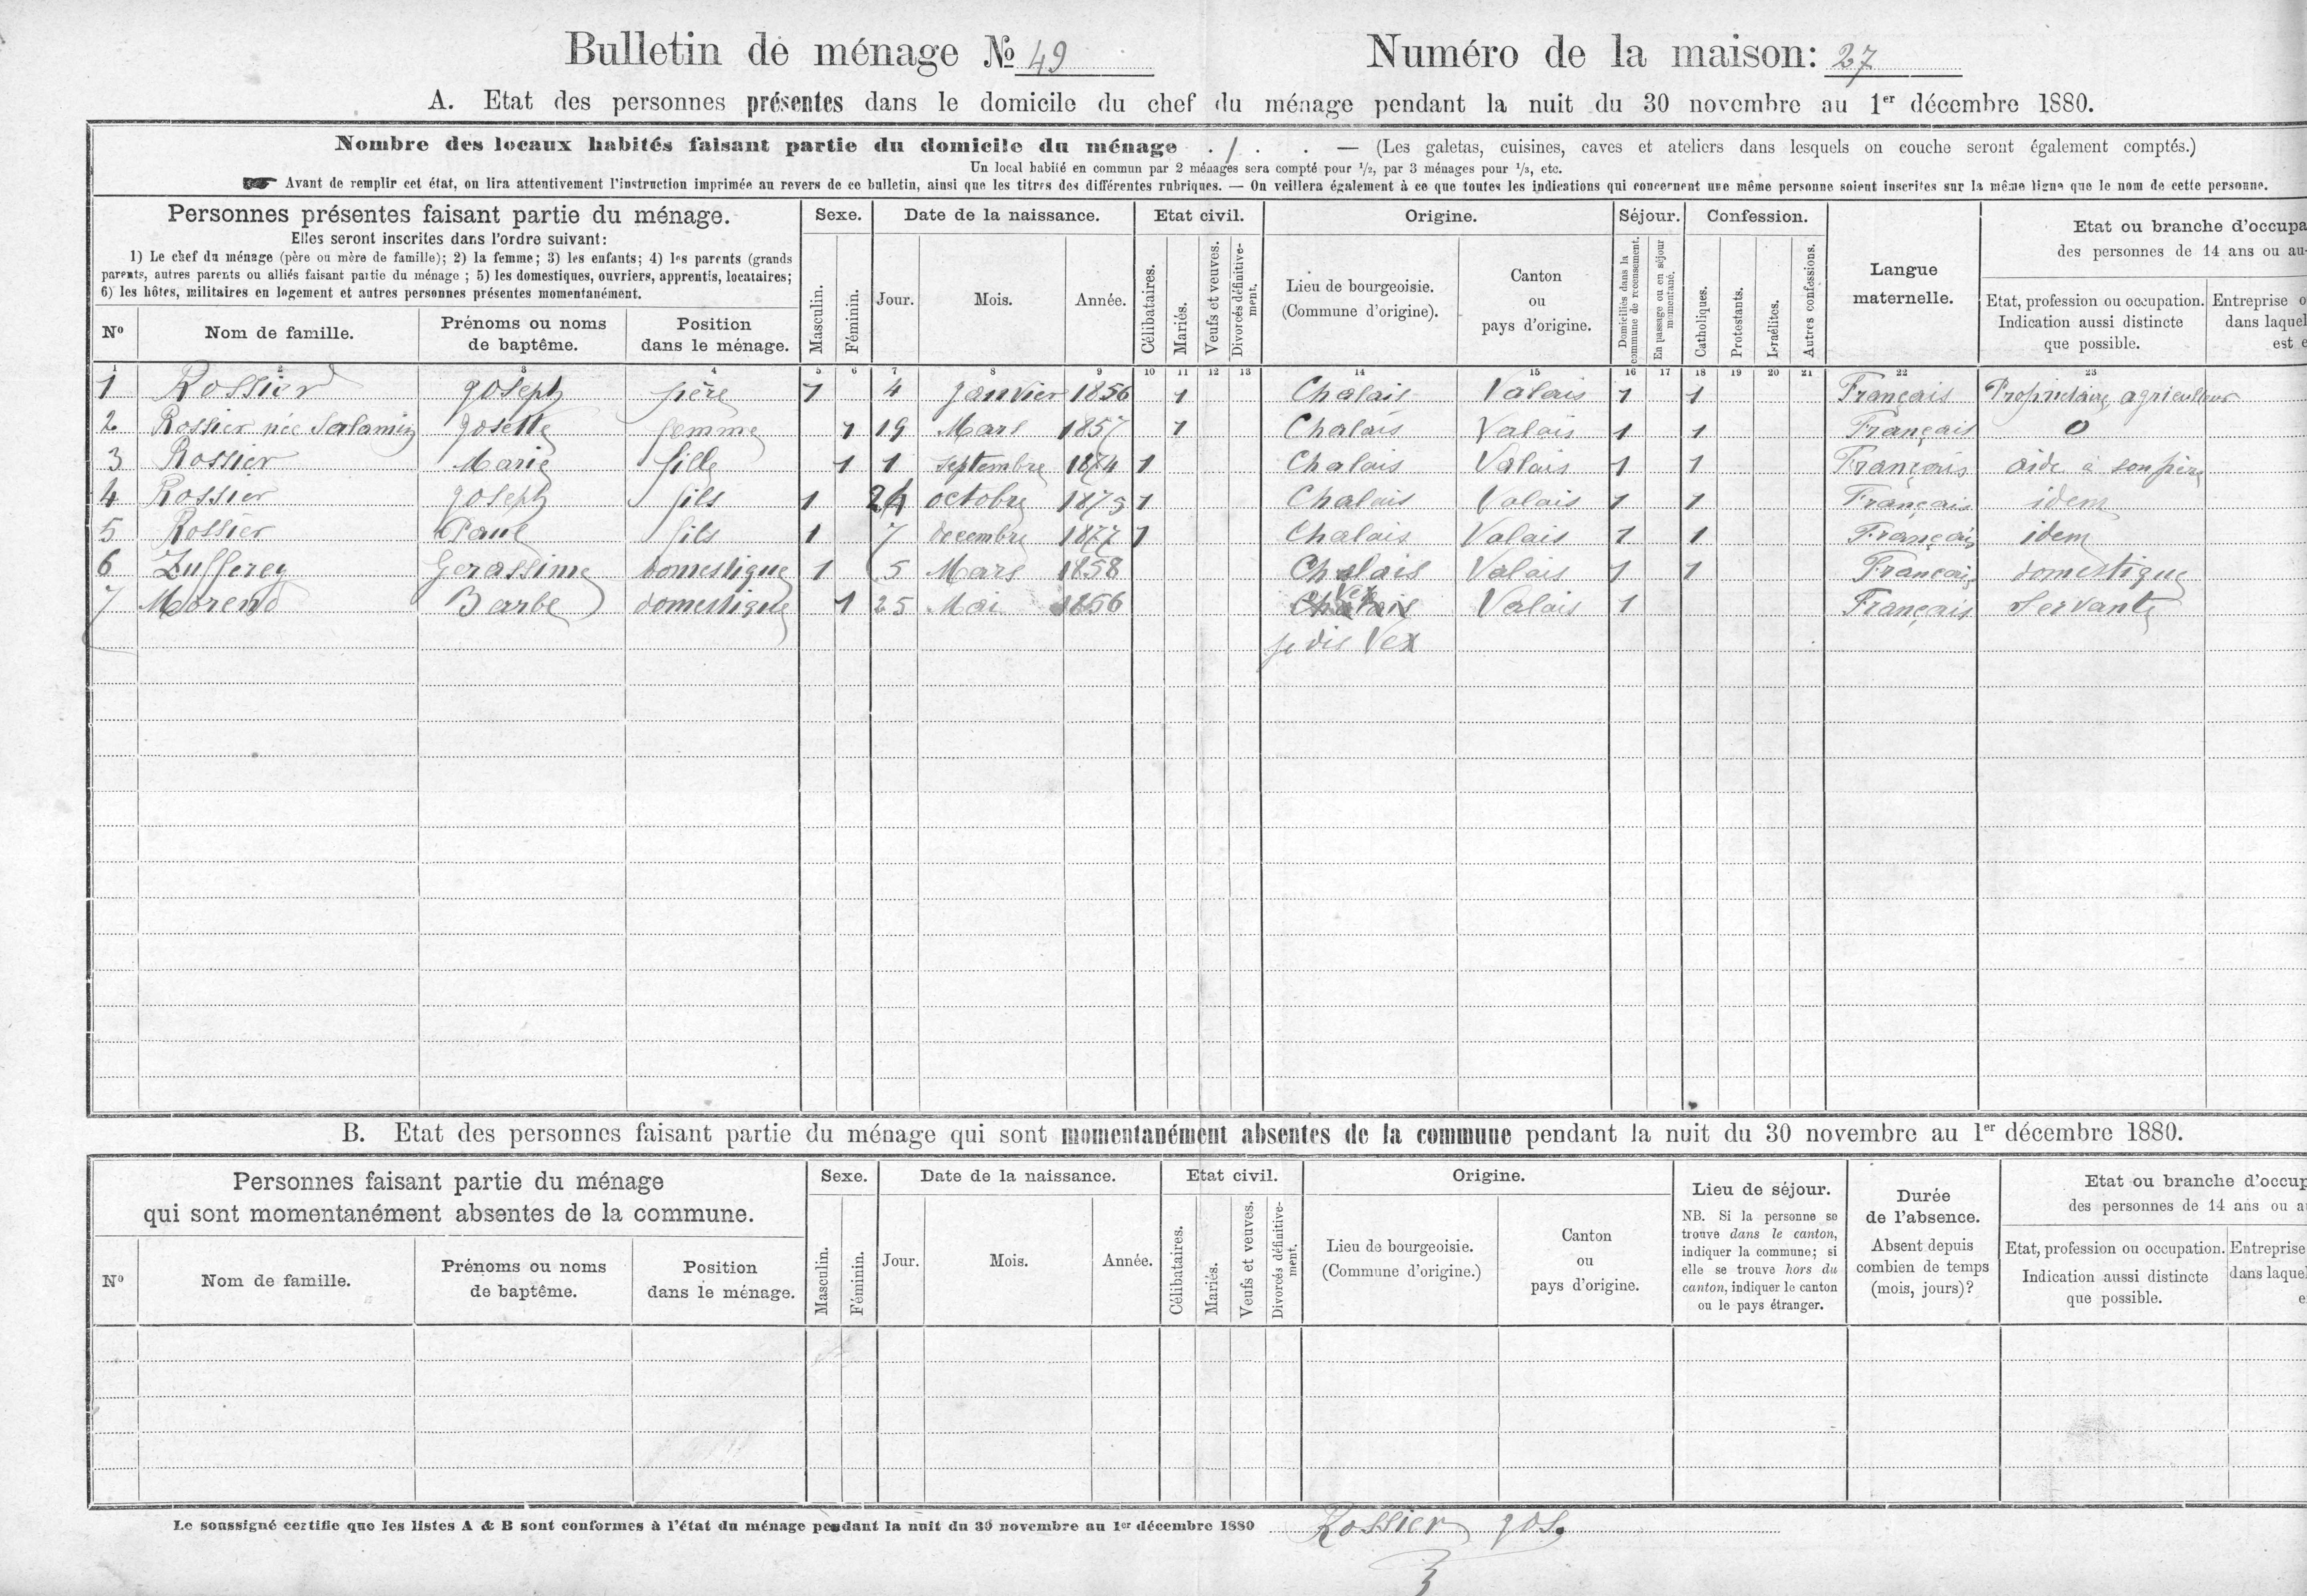 Bulletin de ménage № 49
Numéro de la maison: 27
A. Etat des personnes présentes dans le domicile du chef du ménage pendant la nuit du 30 novembre au 1er décembre 1880.
Nombre des locaux habités faisant partie du domicile du ménage . 1 . . — (Les galetas, cuisines, caves et ateliers dans lesquels on couche seront également comptés.)
Un local habité en commun par 2 ménages sera compté pour 1/2, par 3 ménages pour 1/3, etc.
☛ Avant de remplir cet état, on lira attentivement l'instruction imprimée au revers de ce bulletin, ainsi que les titres des différentes rubriques. — On veillera également à ce que toutes les indications qui concernent une même personne soient inscrites sur la même ligne que le nom de cette personne.
Personnes présentes faisant partie du ménage.
Elles seront inscrites dans l'ordre suivant:
1) Le chef du ménage (père ou mère de famille); 2) la femme; 3) les enfants; 4) les parents (grands
parents, autres parents ou alliés faisant partie du ménage ; 5) les domestiques, ouvriers, apprentis, locataires;
6) les hôtes, militaires en logement et autres personnes présentes momentanément.
N°
Nom de famille.
Prénoms ou noms
de baptême.
Position
dans le ménage.
Sexe.
Masculin.
Féminin.
Date de la naissance.
Jour.
Mois.
Année.
Etat civil.
Célibataires.
Mariés.
Veufs et veuves.
Divorcés définitive-
ment.
Origine.
Lieu de bourgeoisie.
(Commune d'origine).
Canton
ou
pays d'origine.
Séjour.
Domiciliés dans la
commune de recensement.
En passage ou en séjour
momentané.
Confession.
Catholiques.
Protestants.
Israélites.
Autres confessions.
Langue
maternelle.
Etat ou branche d'occupa
des personnes de 14 ans ou au-
Etat, profession ou occupation.
Indication aussi distincte
que possible.
Entreprise o
dans laquel
est e
1 2 3 4 5 6 7 8 9 10 11 12 13 14 15 16 17 18 19 20 21 22 23
1 Rossier Joseph père 1 4 Janvier 1856 1 Chalais Valais 1 1 Français Propriétaire agriculteur
2 Rossier née Salamin Josette femme 1 19 Mars 1857 1 Chalais Valais 1 1 Français 0
3 Rossier Marie fille 1 1 septembre 1874 1 Chalais Valais 1 1 Français aide à son père
4 Rossier Joseph fils 1 24 octobre 1875 1 Chalais Valais 1 1 Français idem
5 Rossier Paul fils 1 7 decembre 1877 1 Chalais Valais 1 1 Français idem
6 Zufferey Gerassime domestique 1 5 Mars 1858 Chalais Valais 1 1 Français domestique
7 Moreno Barbe domestique 1 25 Mai 1856 Chalais Vex Valais 1 Français Servante
je dis Vex
B. Etat des personnes faisant partie du ménage qui sont momentanément absentes de la commune pendant la nuit du 30 novembre au 1er décembre 1880.
Personnes faisant partie du ménage
qui sont momentanément absentes de la commune.
N°
Nom de famille.
Prénoms ou noms
de baptême.
Position
dans le ménage.
Sexe.
Masculin.
Féminin.
Date de la naissance.
Jour.
Mois.
Année.
Etat civil.
Célibataires.
Mariés.
Veufs et veuves.
Divorcés définitive-
ment.
Origine.
Lieu de bourgeoisie.
(Commune d'origine.)
Canton
ou
pays d'origine.
Lieu de séjour.
NB. Si la personne se
trouve dans le canton,
indiquer la commune; si
elle se trouve hors du
canton, indiquer le canton
ou le pays étranger.
Durée
de l'absence.
Absent depuis
combien de temps
(mois, jours)?
Etat ou branche d'occup
des personnes de 14 ans ou a
Etat, profession ou occupation.
Indication aussi distincte
que possible.
Entreprise
dans laque
e
Le soussigné certifie que les listes A & B sont conformes à l'état du ménage pendant la nuit du 30 novembre au 1er décembre 1880 Rossier Jos.
3